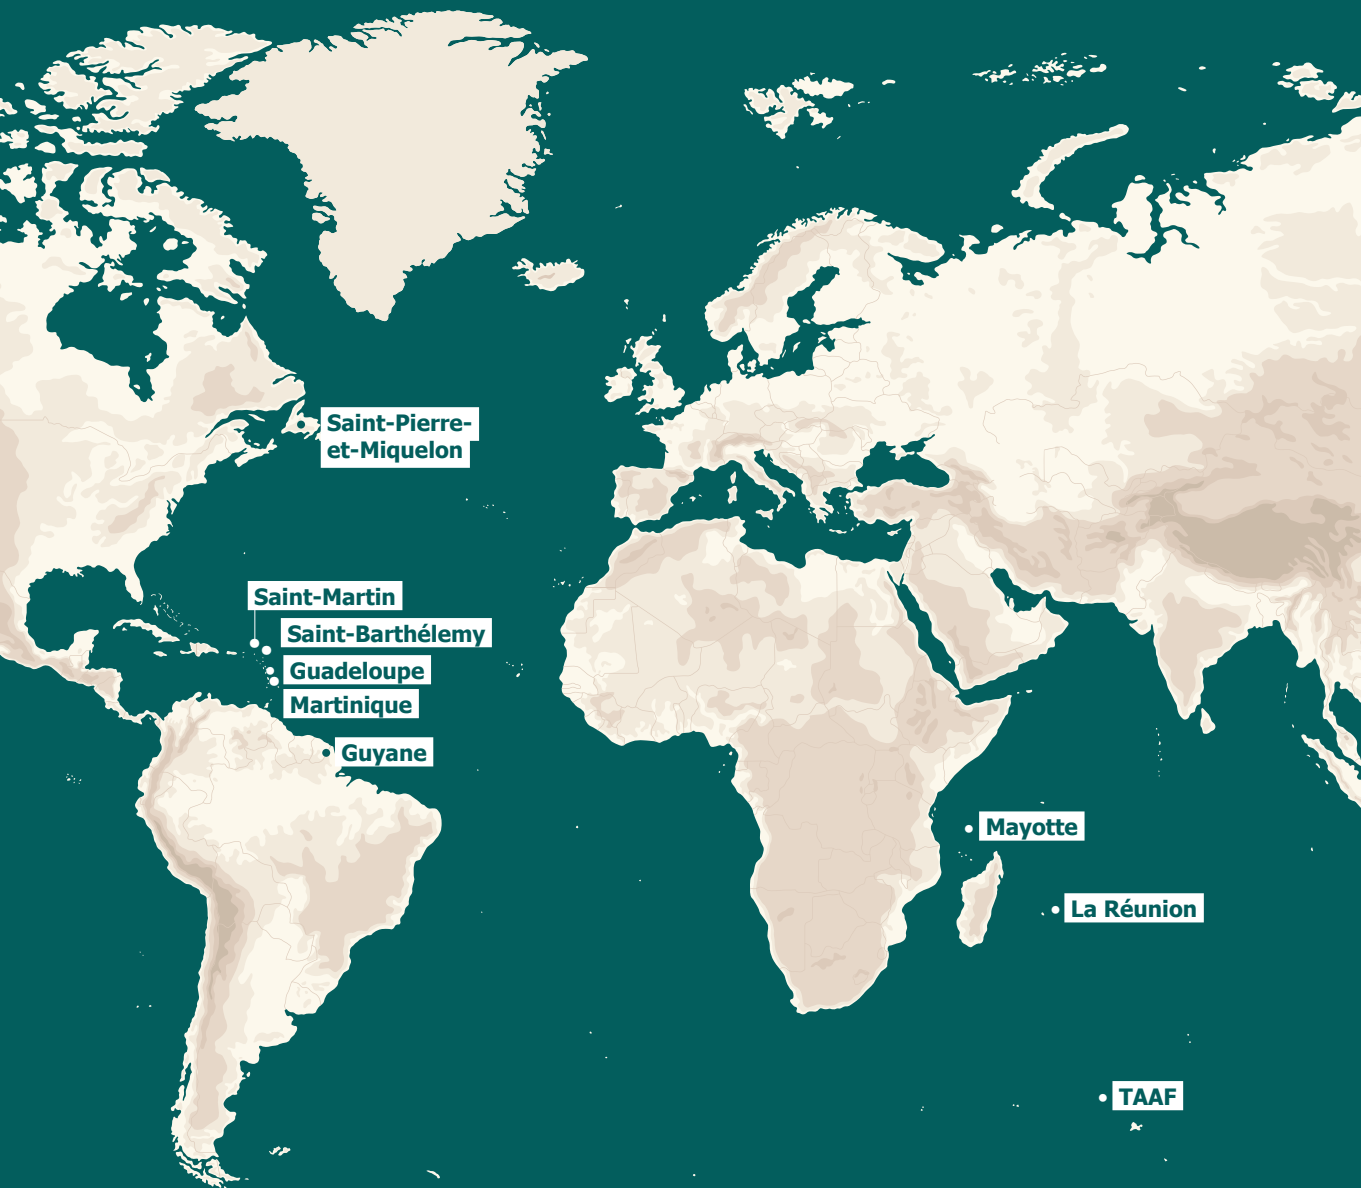 Saint-Pierre-
et-Miquelon
Saint-Martin
Saint-Barthélemy
Guadeloupe
Martinique
Guyane
Mayotte
La Réunion
TAAF